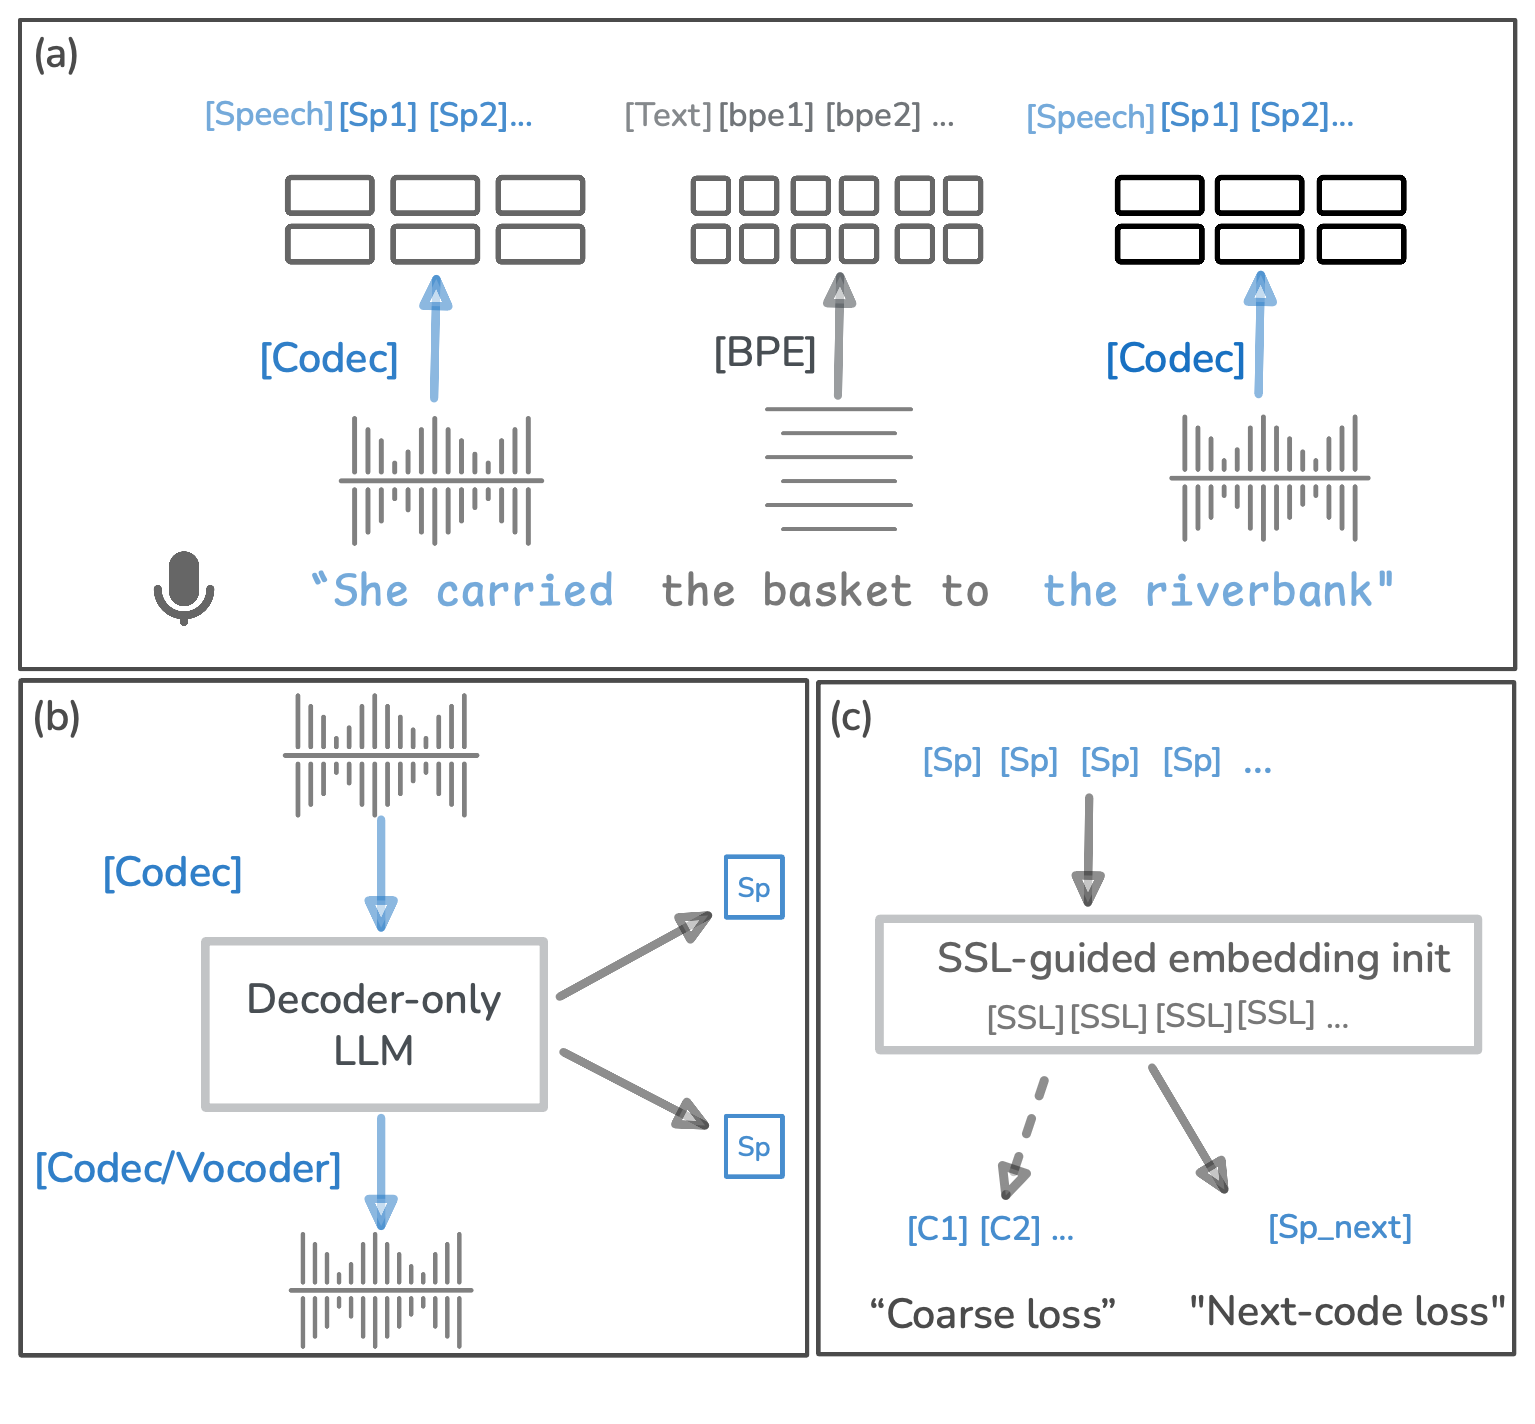 (a)
[Speech] [Sp1] [Sp2]... [Text] [bpe1] [bpe2] ... [Speech] [Sp1] [Sp2]...
[Codec] [BPE] [Codec]
“She carried the basket to the riverbank"
(b)
[Codec]
Sp
Decoder-only
LLM
Sp
[Codec/Vocoder]
(c)
[Sp] [Sp] [Sp] [Sp] ...
SSL-guided embedding init
[SSL] [SSL] [SSL] [SSL] ...
[C1] [C2] ... [Sp_next]
“Coarse loss” "Next-code loss"